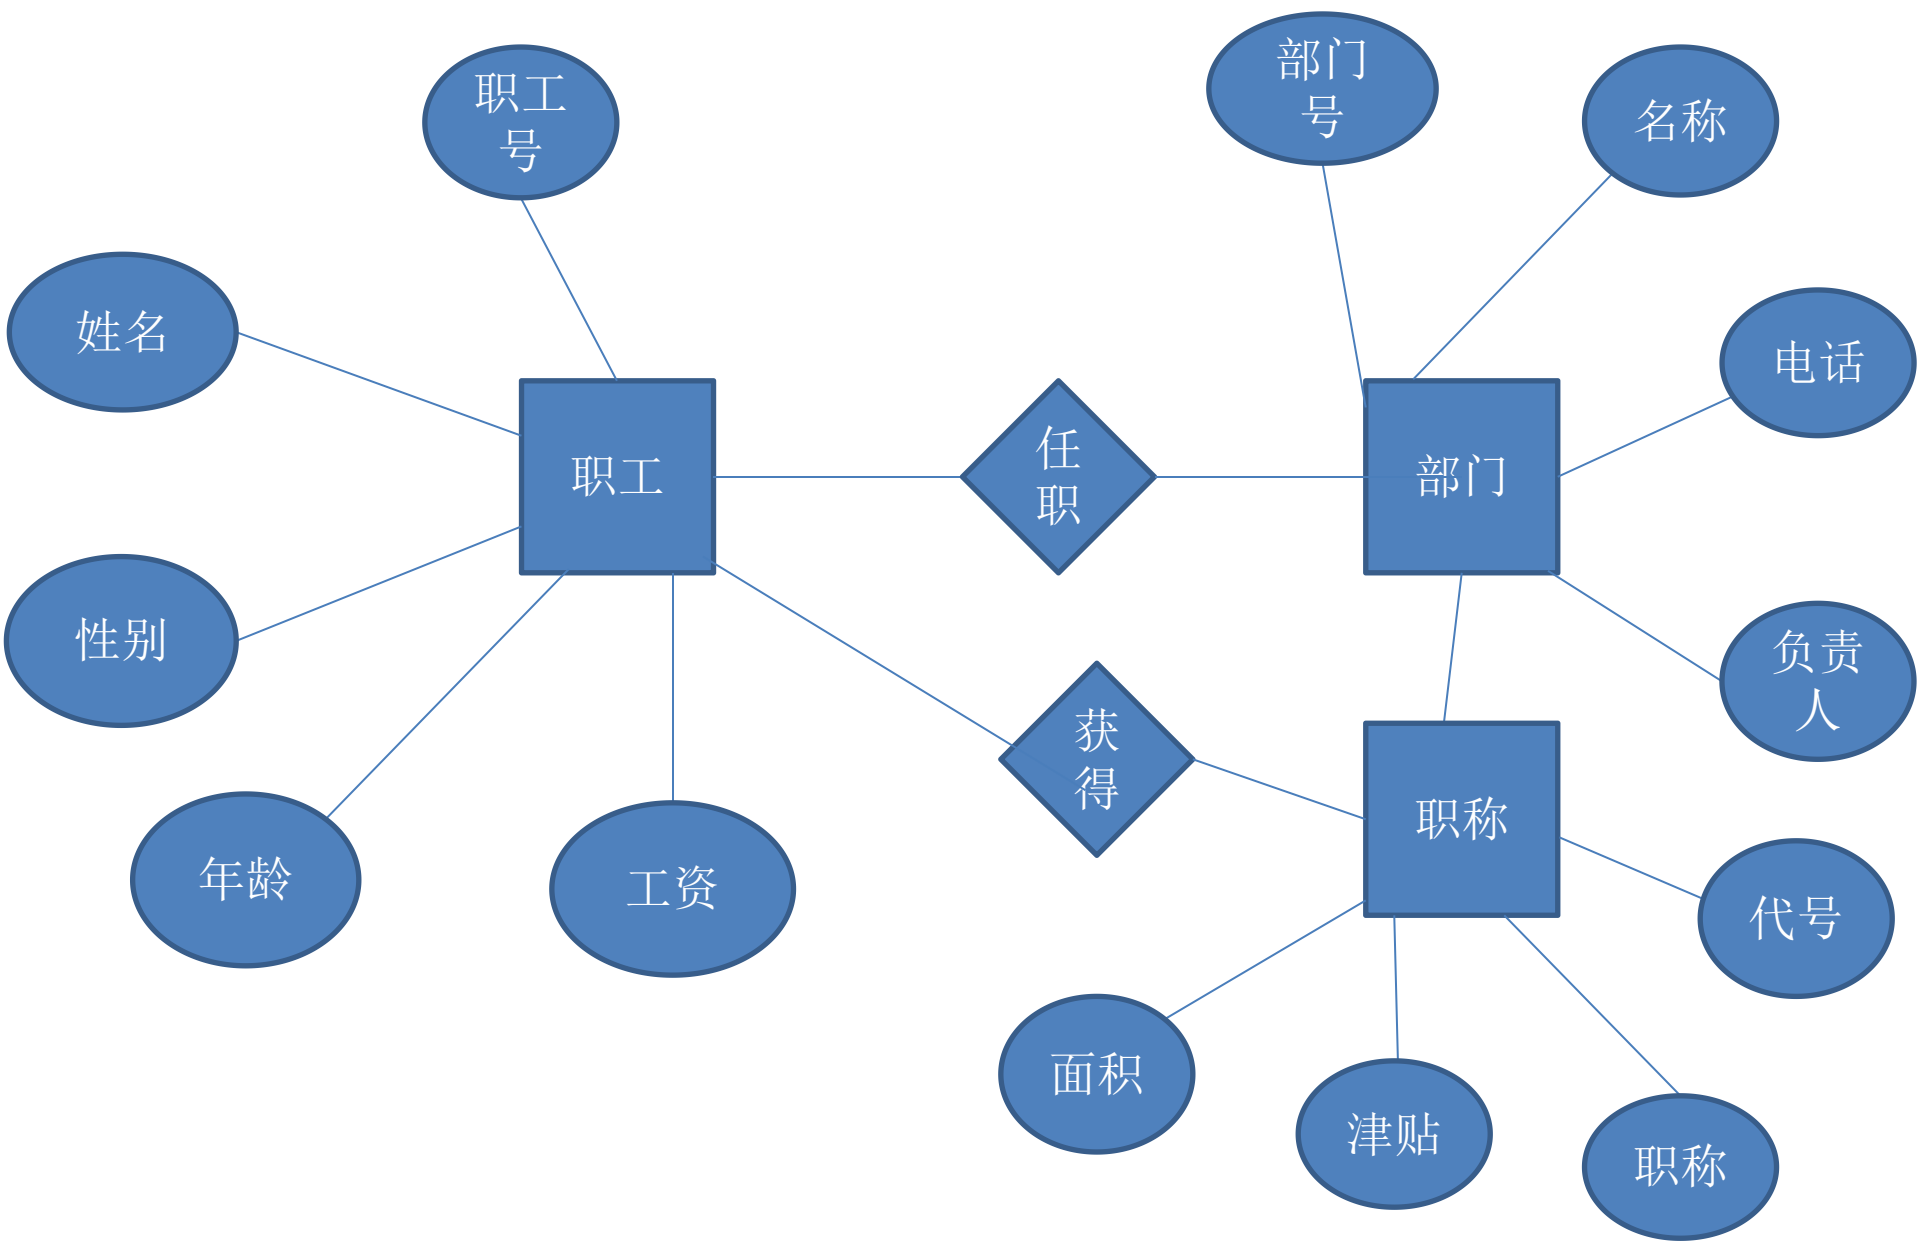 职工
号
部门
号
名称
姓名
电话
职工
任
职
部门
性别
负责
人
获
得
职称
年龄
工资
代号
面积
津贴
职称